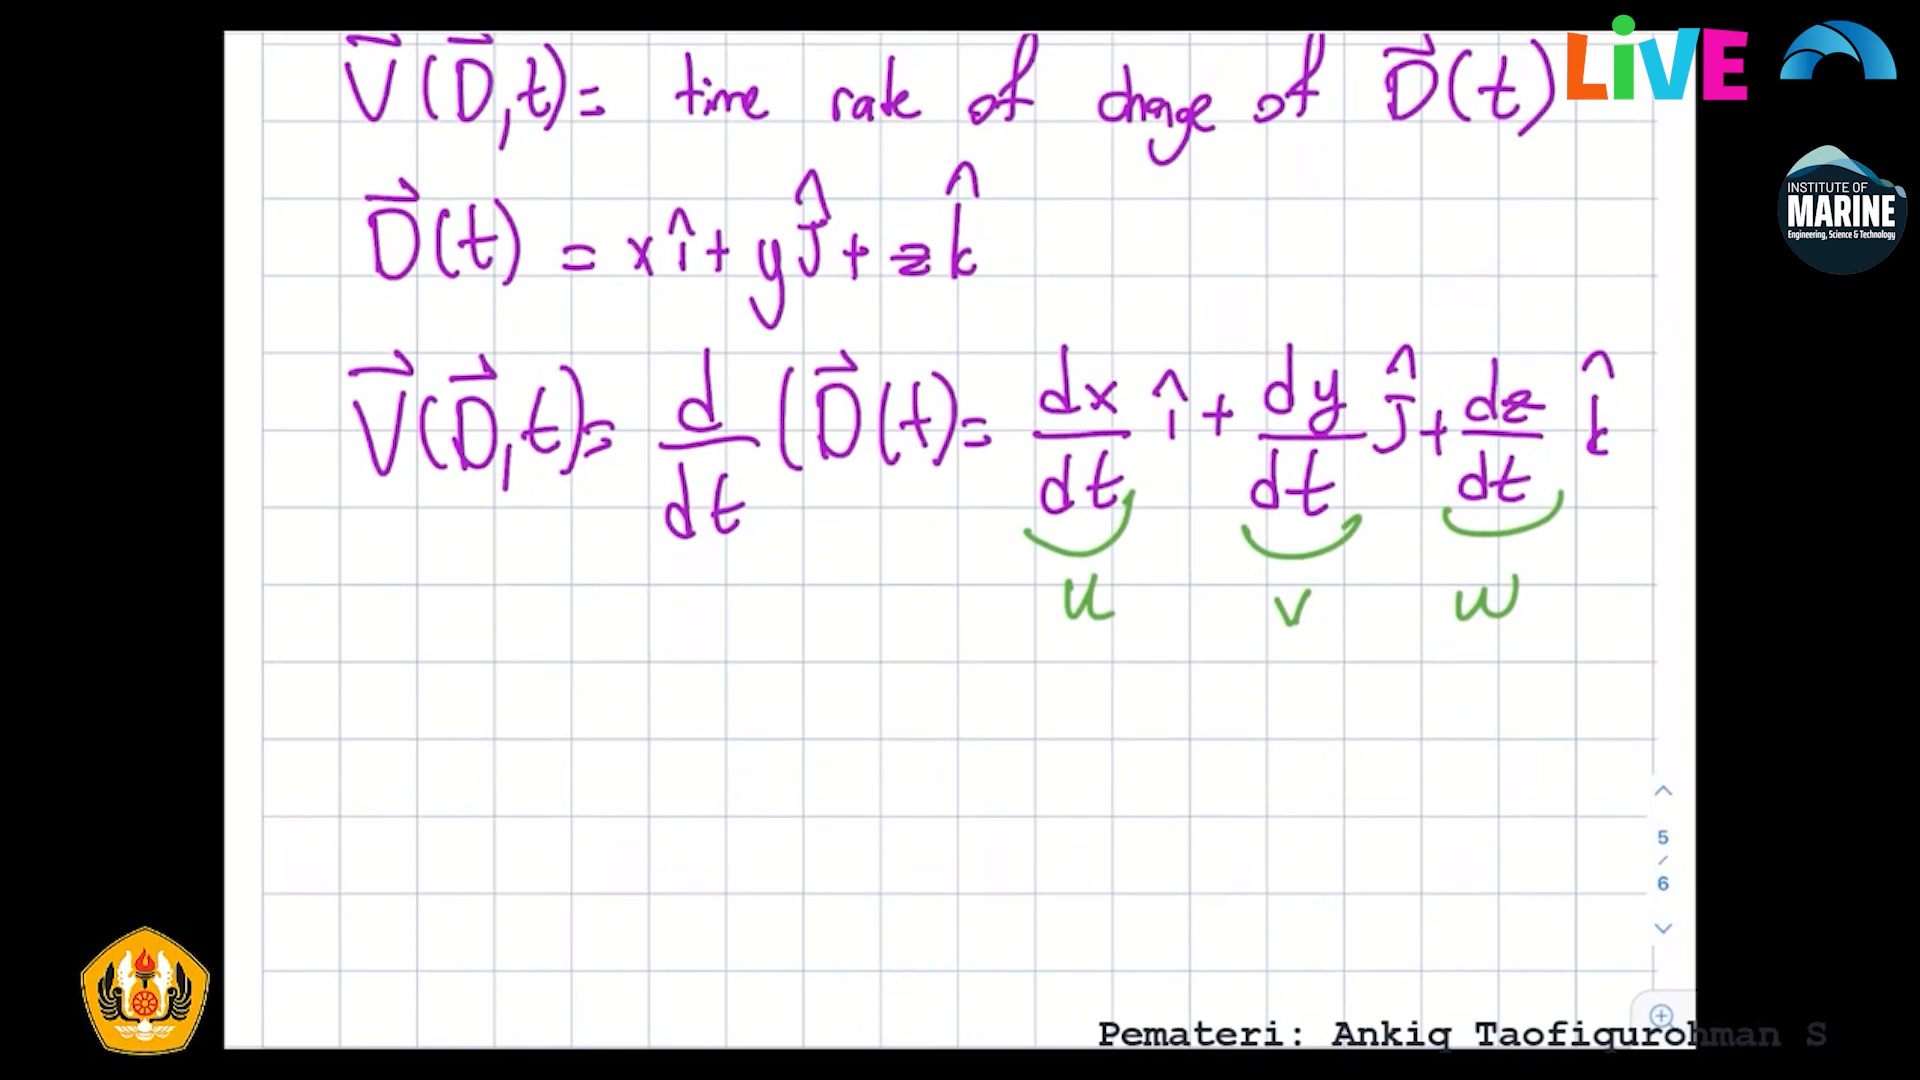 LiVE
V⃗(D⃗,t)= time rate of change of D⃗(t)
INSTITUTE OF
MARINE
Engineering, Science & Technology
D⃗(t) = xî+ yĵ+ zk̂
V⃗(D⃗,t)= d/dt (D⃗(t)= dx/dt î+ dy/dt ĵ+ dz/dt k̂
u v w
5
/
6
Pemateri: Ankiq Taofiqurohman S